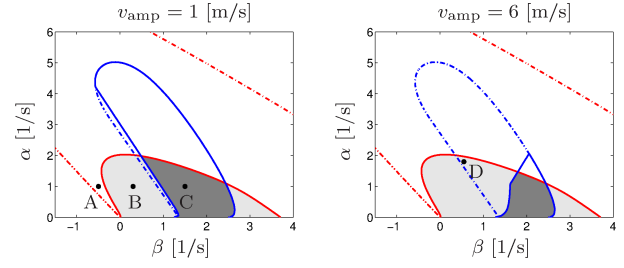 v_amp = 1 [m/s]
v_amp = 6 [m/s]
α [1/s]
6
5
4
3
2
1
0
A
B
C
−1 0 1 2 3 4
β [1/s]
α [1/s]
6
5
4
3
2
1
0
D
−1 0 1 2 3 4
β [1/s]